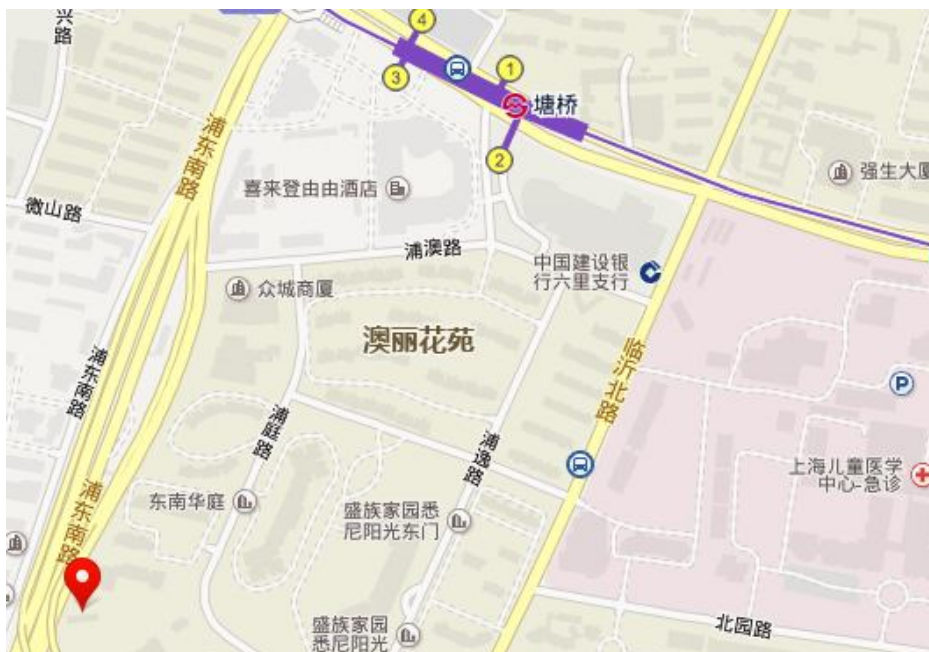 兴路
4
3
1
塘桥
2
浦东南路
强生大厦
喜来登由由酒店
微山路
浦澳路
中国建设银
行六里支行
众城商厦
澳丽花苑
临沂北路
浦东南路
P
浦庭路
浦逸路
上海儿童医学
中心-急诊
东南华庭
盛族家园悉
尼阳光东门
浦东南路
盛族家园
悉尼阳光
北园路